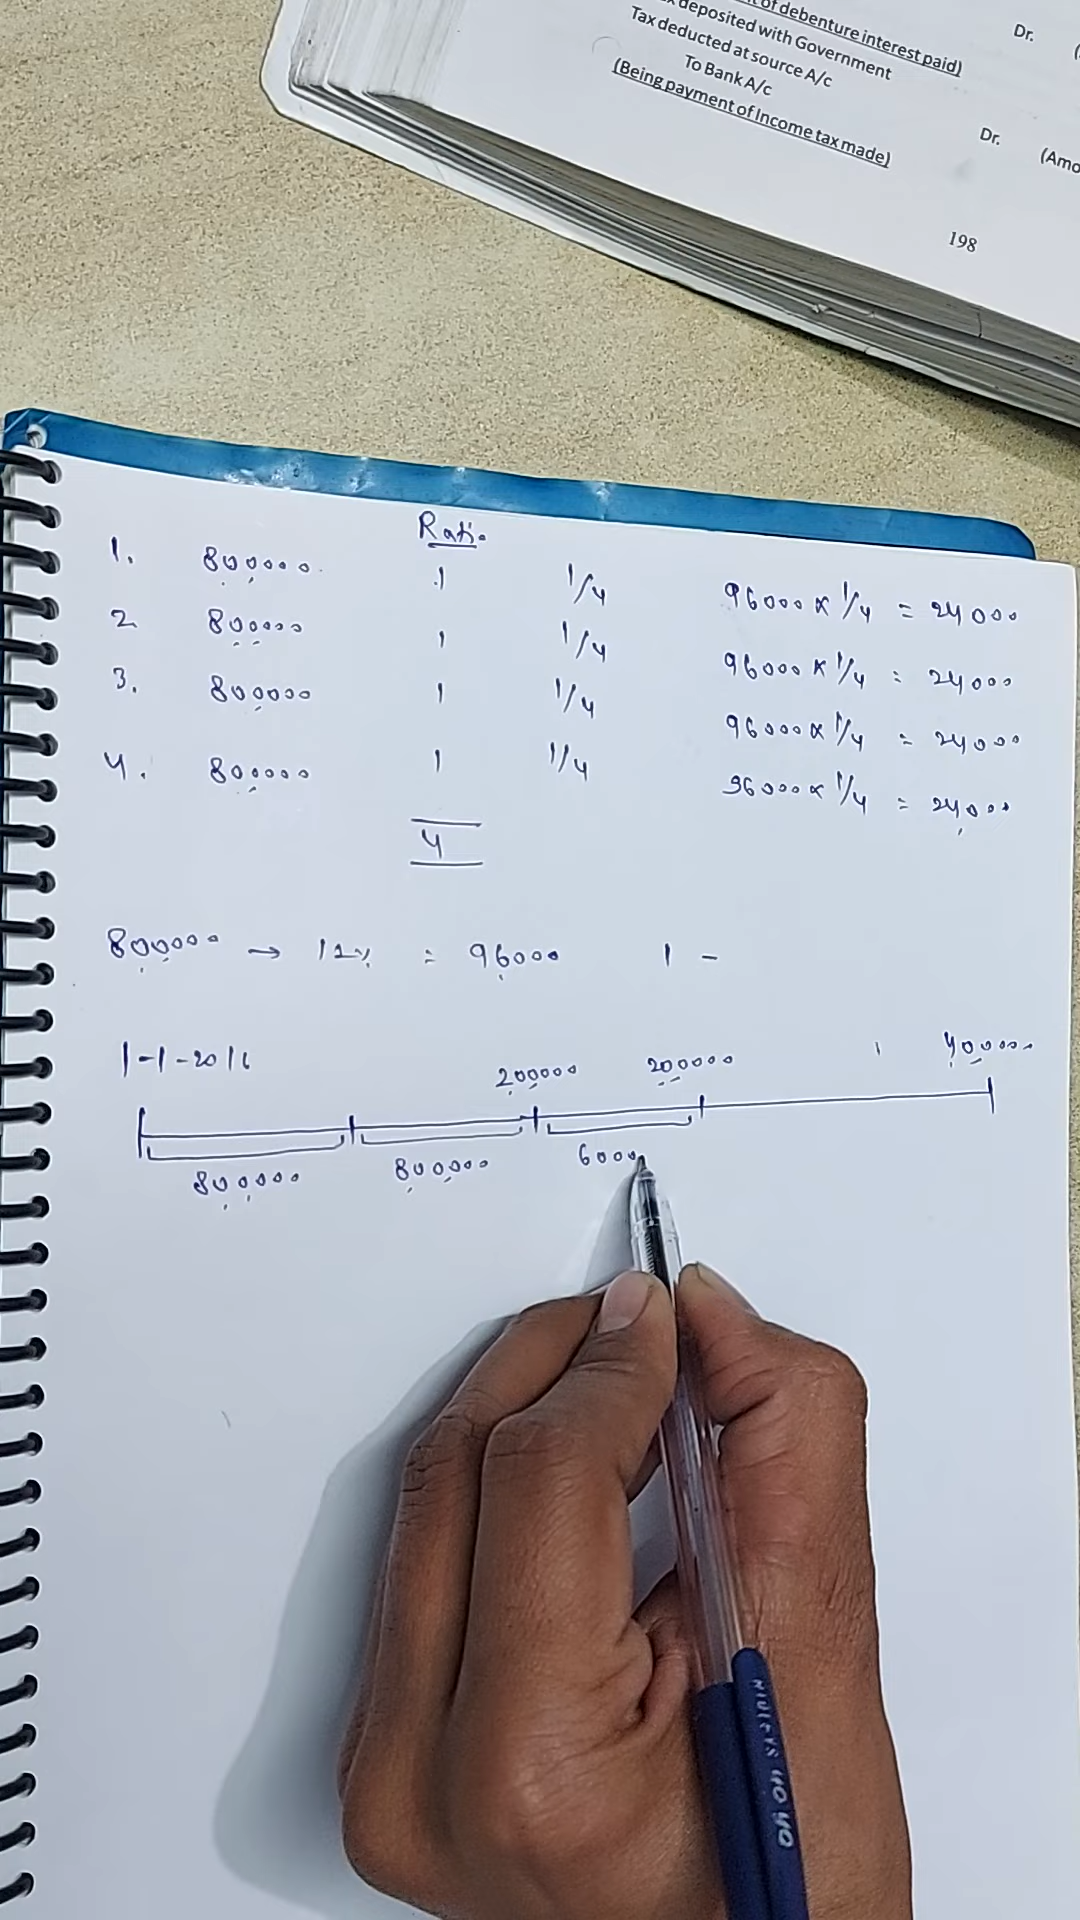 of debenture interest paid)
deposited with Government
Dr.
Tax deducted at source A/c
To Bank A/c
(Being payment of Income tax made)
Dr.
(Amo
198
Ratio
1. 800000 1 1/4 96000 x 1/4 = 24000
2 800000 1 1/4 96000 x 1/4 = 24000
3. 800000 1 1/4 96000 x 1/4 = 24000
4. 800000 1 1/4 96000 x 1/4 = 24000
4
800000 → 12% = 96000 1 -
1-1-2016 200000 200000 400000
800000 800000 6000